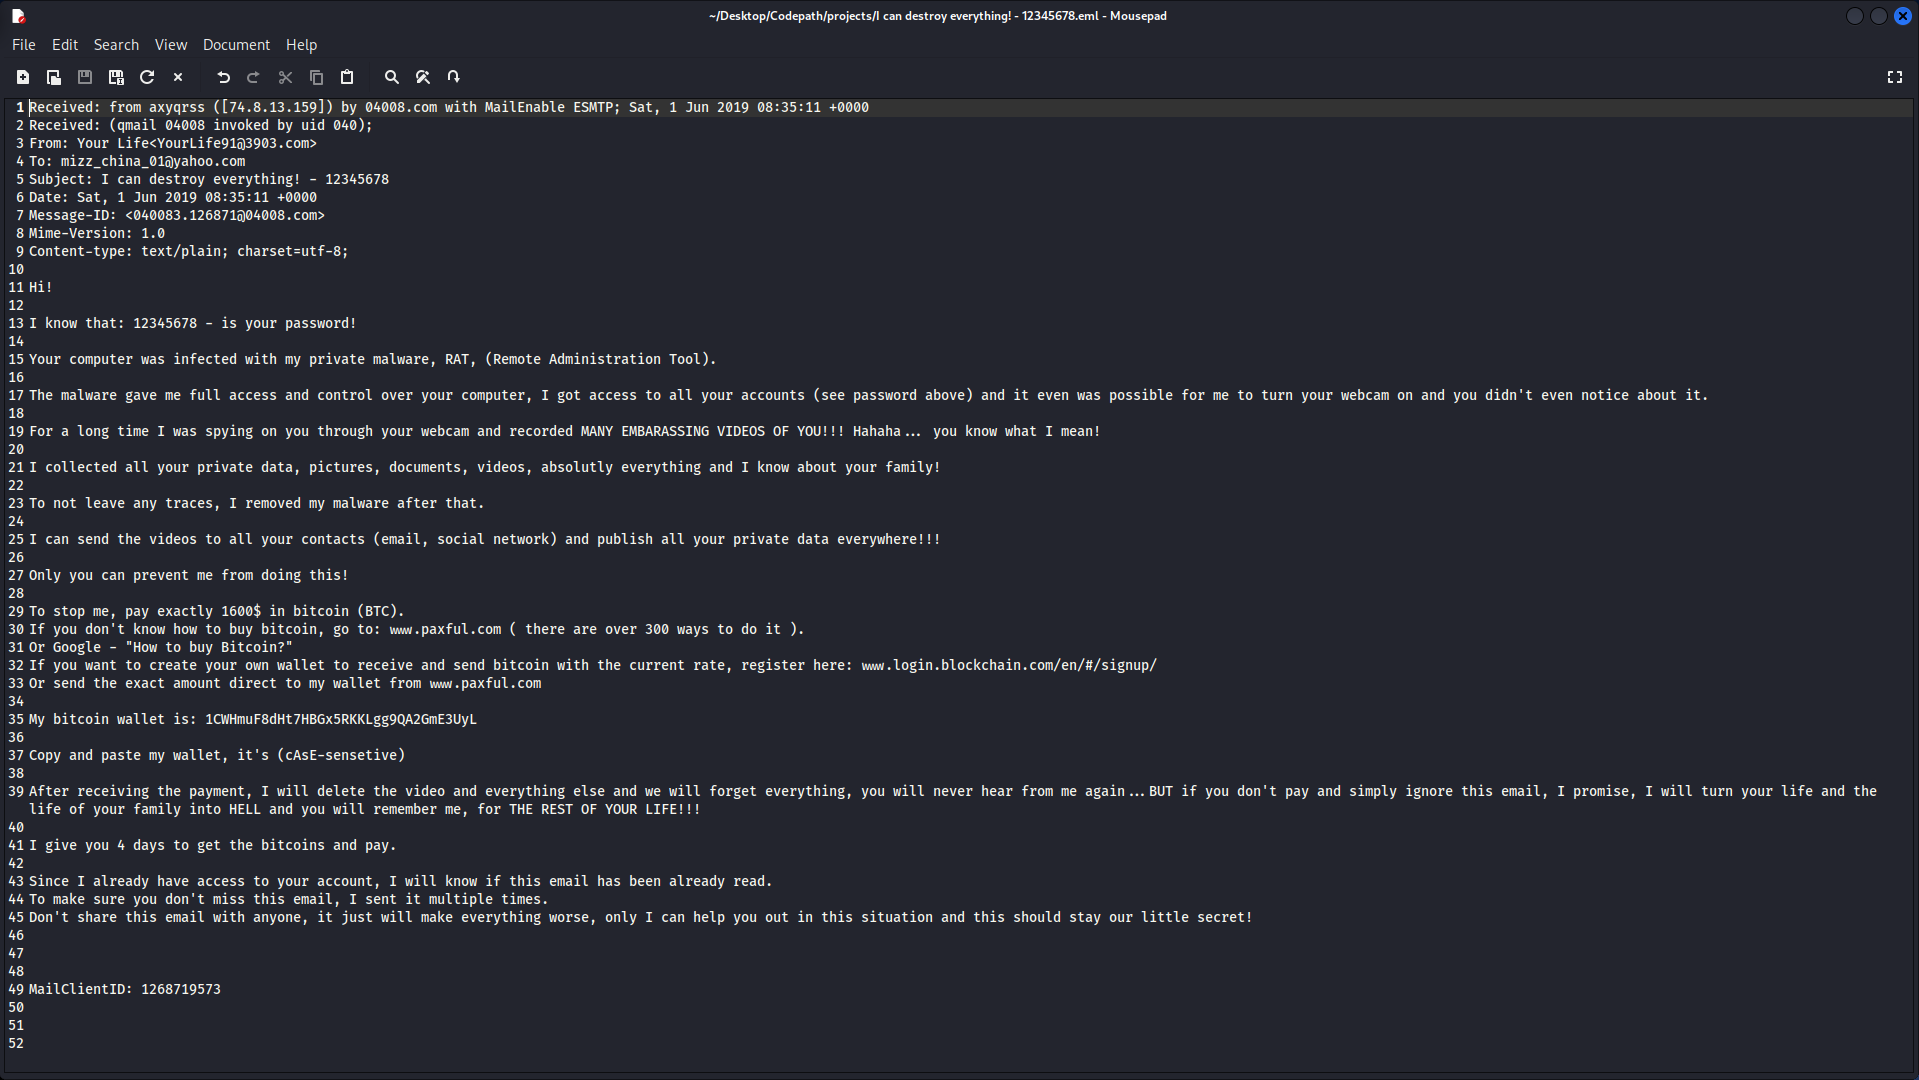 ~/Desktop/Codepath/projects/I can destroy everything! - 12345678.eml - Mousepad
File Edit Search View Document Help
1 Received: from axyqrss ([74.8.13.159]) by 04008.com with MailEnable ESMTP; Sat, 1 Jun 2019 08:35:11 +0000
2 Received: (qmail 04008 invoked by uid 040);
3 From: Your Life<YourLife91@3903.com>
4 To: mizz_china_01@yahoo.com
5 Subject: I can destroy everything! - 12345678
6 Date: Sat, 1 Jun 2019 08:35:11 +0000
7 Message-ID: <040083.126871@04008.com>
8 Mime-Version: 1.0
9 Content-type: text/plain; charset=utf-8;
10
11 Hi!
12
13 I know that: 12345678 - is your password!
14
15 Your computer was infected with my private malware, RAT, (Remote Administration Tool).
16
17 The malware gave me full access and control over your computer, I got access to all your accounts (see password above) and it even was possible for me to turn your webcam on and you didn't even notice about it.
18
19 For a long time I was spying on you through your webcam and recorded MANY EMBARASSING VIDEOS OF YOU!!! Hahaha... you know what I mean!
20
21 I collected all your private data, pictures, documents, videos, absolutly everything and I know about your family!
22
23 To not leave any traces, I removed my malware after that.
24
25 I can send the videos to all your contacts (email, social network) and publish all your private data everywhere!!!
26
27 Only you can prevent me from doing this!
28
29 To stop me, pay exactly 1600$ in bitcoin (BTC).
30 If you don't know how to buy bitcoin, go to: www.paxful.com ( there are over 300 ways to do it ).
31 Or Google - "How to buy Bitcoin?"
32 If you want to create your own wallet to receive and send bitcoin with the current rate, register here: www.login.blockchain.com/en/#/signup/
33 Or send the exact amount direct to my wallet from www.paxful.com
34
35 My bitcoin wallet is: 1CWHmuF8dHt7HBGx5RKKLgg9QA2GmE3UyL
36
37 Copy and paste my wallet, it's (cAsE-sensetive)
38
39 After receiving the payment, I will delete the video and everything else and we will forget everything, you will never hear from me again...BUT if you don't pay and simply ignore this email, I promise, I will turn your life and the
life of your family into HELL and you will remember me, for THE REST OF YOUR LIFE!!!
40
41 I give you 4 days to get the bitcoins and pay.
42
43 Since I already have access to your account, I will know if this email has been already read.
44 To make sure you don't miss this email, I sent it multiple times.
45 Don't share this email with anyone, it just will make everything worse, only I can help you out in this situation and this should stay our little secret!
46
47
48
49 MailClientID: 1268719573
50
51
52